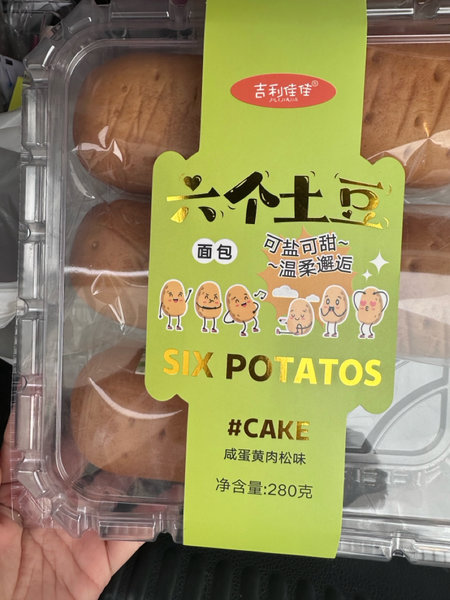 吉利佳佳®
JILIJIAJIA
六个土豆
面包
可盐可甜~
~温柔邂逅
SIX POTATOS
#CAKE
咸蛋黄肉松味
净含量:280克